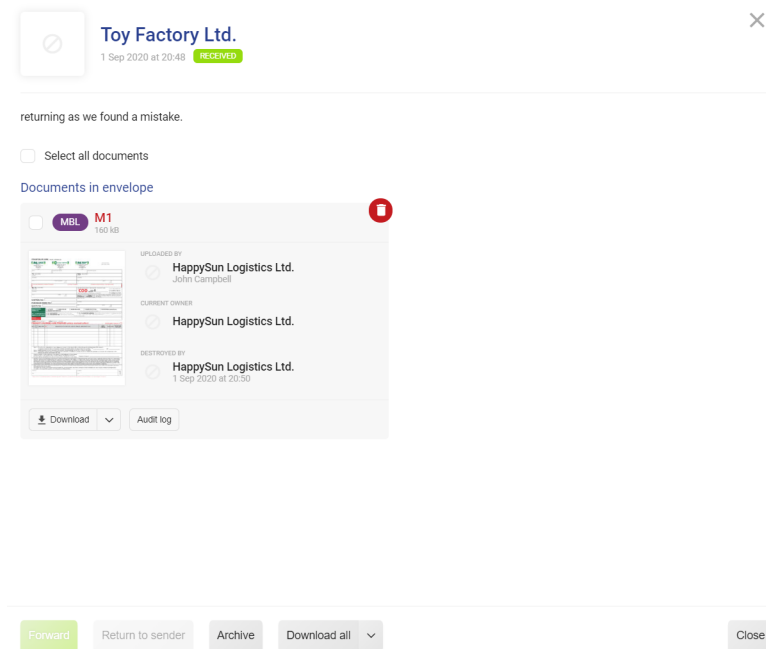 Toy Factory Ltd.
1 Sep 2020 at 20:48 RECEIVED
returning as we found a mistake.
Select all documents
Documents in envelope
MBL M1
160 kB
UPLOADED BY
HappySun Logistics Ltd.
John Campbell
CURRENT OWNER
HappySun Logistics Ltd.
DESTROYED BY
HappySun Logistics Ltd.
1 Sep 2020 at 20:50
Download Audit log
Forward Return to sender Archive Download all Close